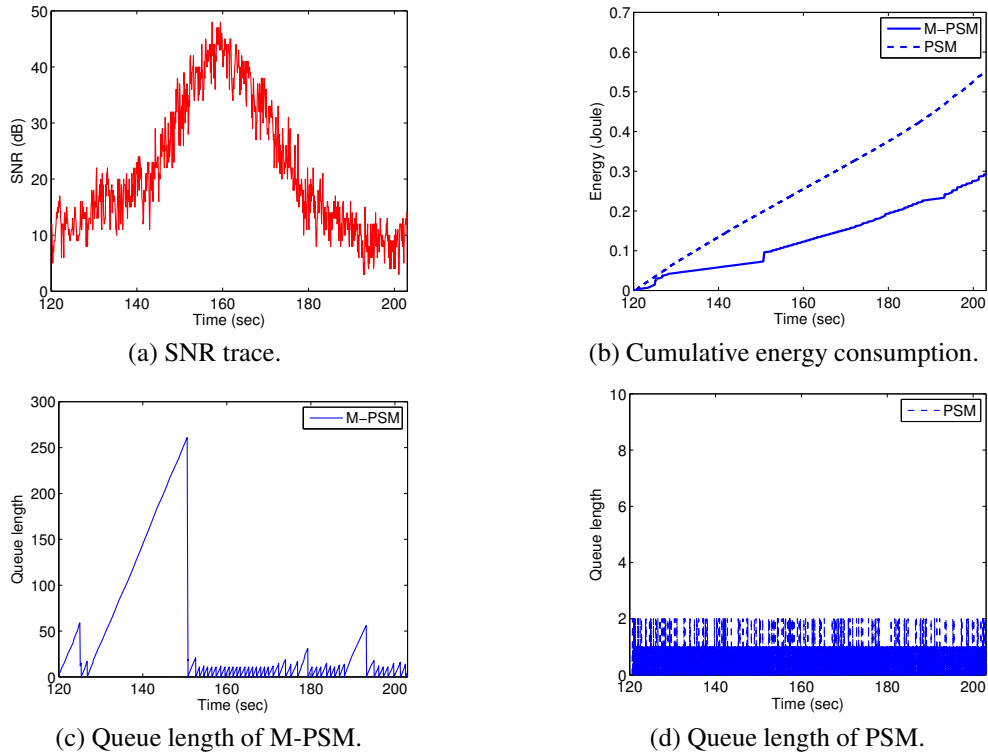 50
40
30
20
10
0
SNR (dB)
120 140 160 180 200
Time (sec)
(a) SNR trace.
0.7
0.6
0.5
0.4
0.3
0.2
0.1
0
Energy (Joule)
M−PSM
PSM
120 140 160 180 200
Time (sec)
(b) Cumulative energy consumption.
300
250
200
150
100
50
0
Queue length
M−PSM
120 140 160 180 200
Time (sec)
(c) Queue length of M-PSM.
10
8
6
4
2
0
Queue length
PSM
120 140 160 180 200
Time (sec)
(d) Queue length of PSM.